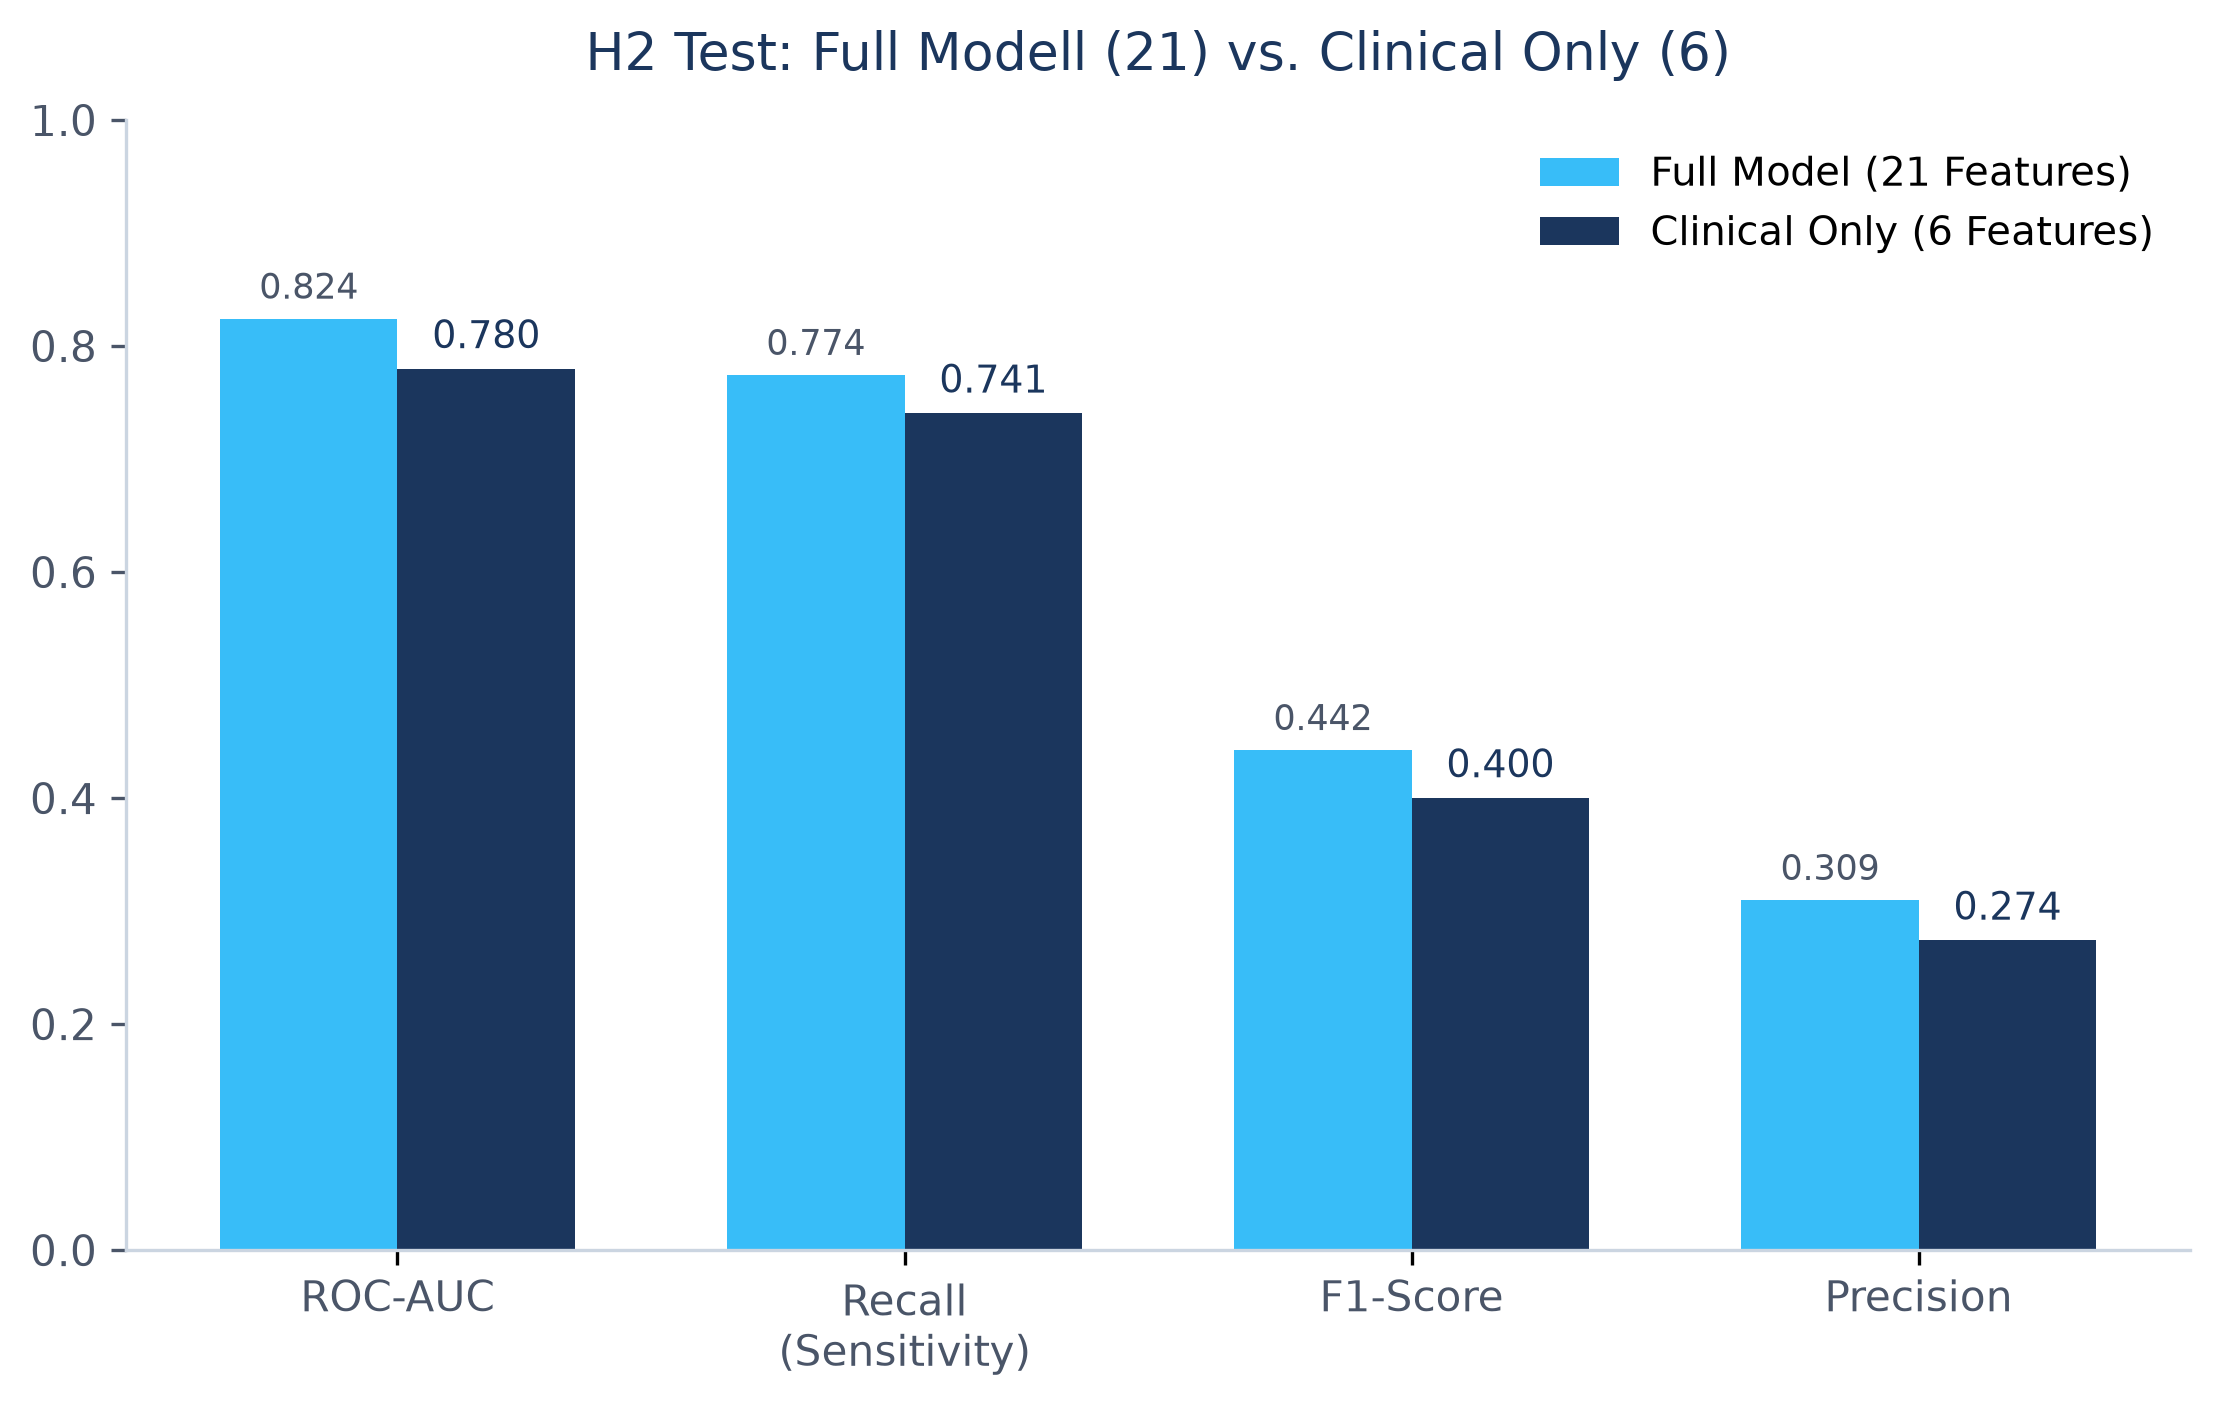 H2 Test: Full Modell (21) vs. Clinical Only (6)
1.0
0.8
0.6
0.4
0.2
0.0
Full Model (21 Features)
Clinical Only (6 Features)
0.824
0.780
0.774
0.741
0.442
0.400
0.309
0.274
ROC-AUC
Recall
(Sensitivity)
F1-Score
Precision